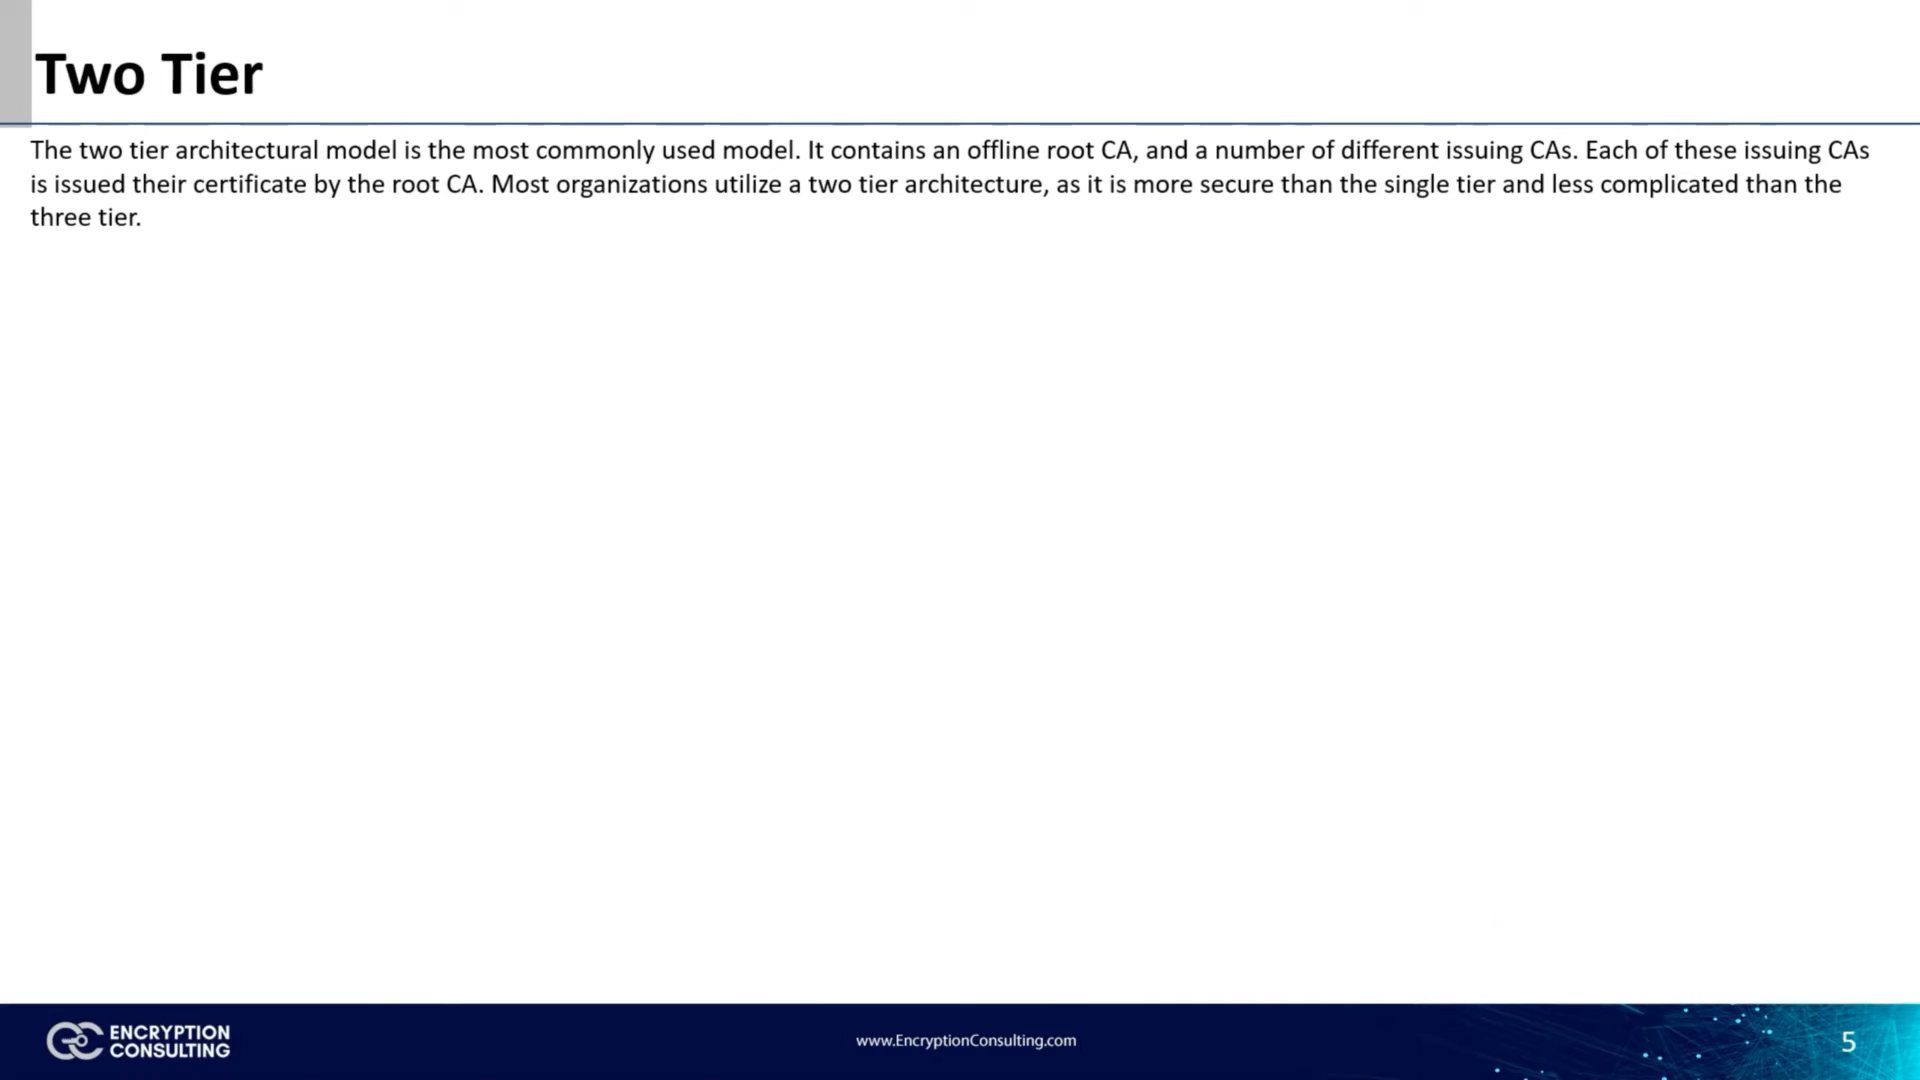 Two Tier
The two tier architectural model is the most commonly used model. It contains an offline root CA, and a number of different issuing CAs. Each of these issuing CAs
is issued their certificate by the root CA. Most organizations utilize a two tier architecture, as it is more secure than the single tier and less complicated than the
three tier.
ENCRYPTION
CONSULTING
www.EncryptionConsulting.com
5